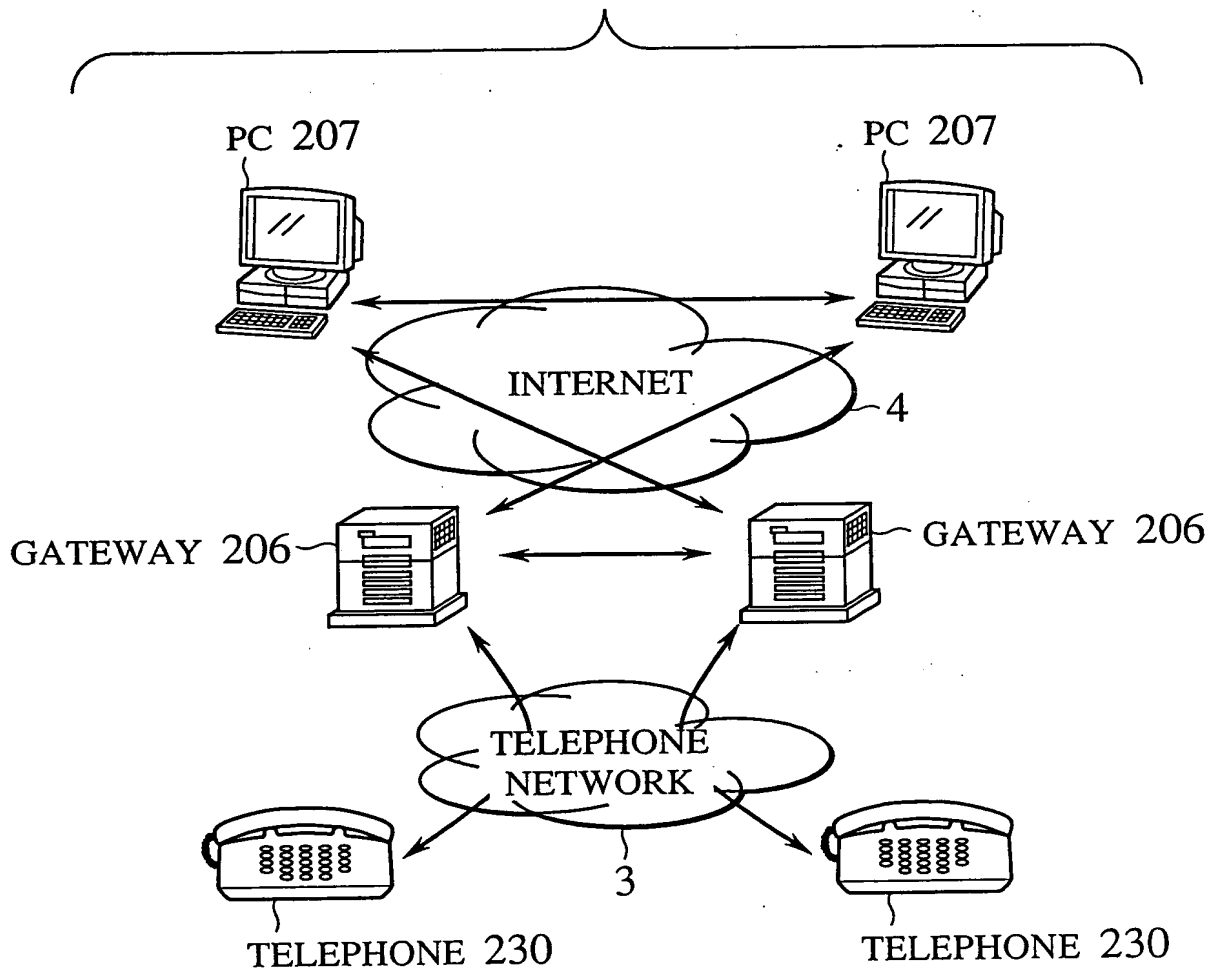 PC 207
PC 207
INTERNET
4
GATEWAY 206
GATEWAY 206
TELEPHONE
NETWORK
3
TELEPHONE 230
TELEPHONE 230